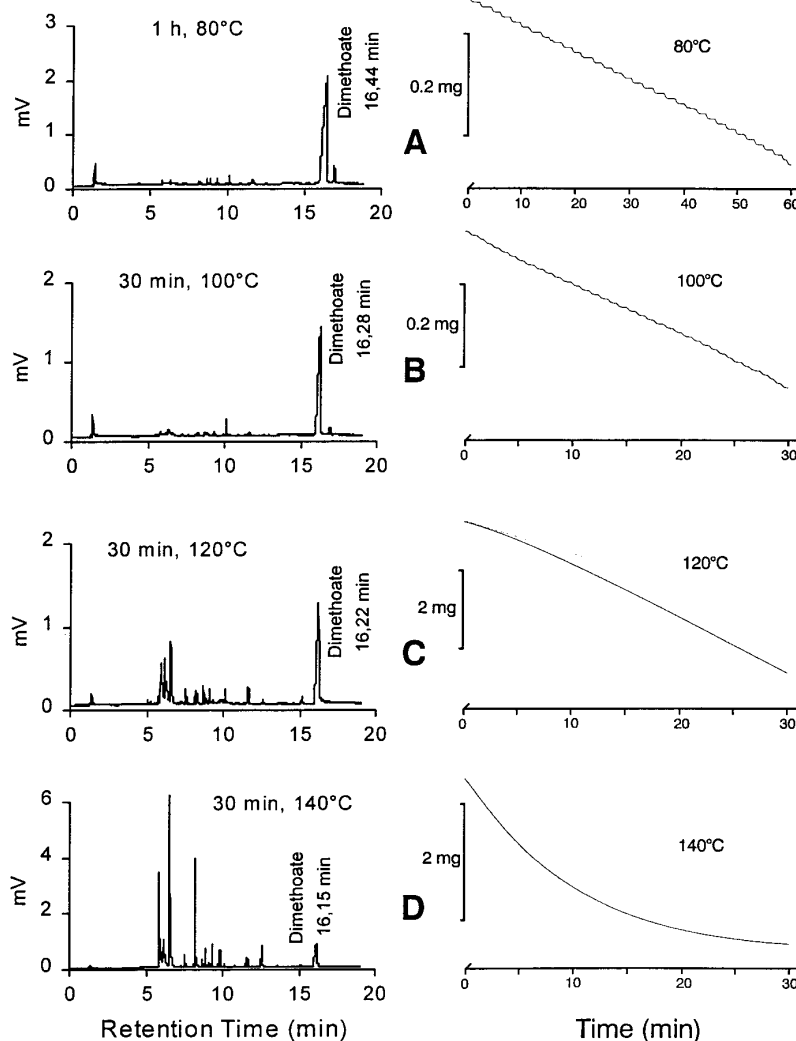 3
2
1
0
mV
1 h, 80°C
Dimethoate
16,44 min
0
5
10
15
20
A
0.2 mg
80°C
0
10
20
30
40
50
60
2
1
0
mV
30 min, 100°C
Dimethoate
16,28 min
0
5
10
15
20
B
0.2 mg
100°C
0
10
20
30
2
1
0
mV
30 min, 120°C
Dimethoate
16,22 min
0
5
10
15
20
C
2 mg
120°C
0
10
20
30
6
4
2
0
mV
30 min, 140°C
Dimethoate
16,15 min
0
5
10
15
20
D
2 mg
140°C
0
10
20
30
Retention Time (min)
Time (min)